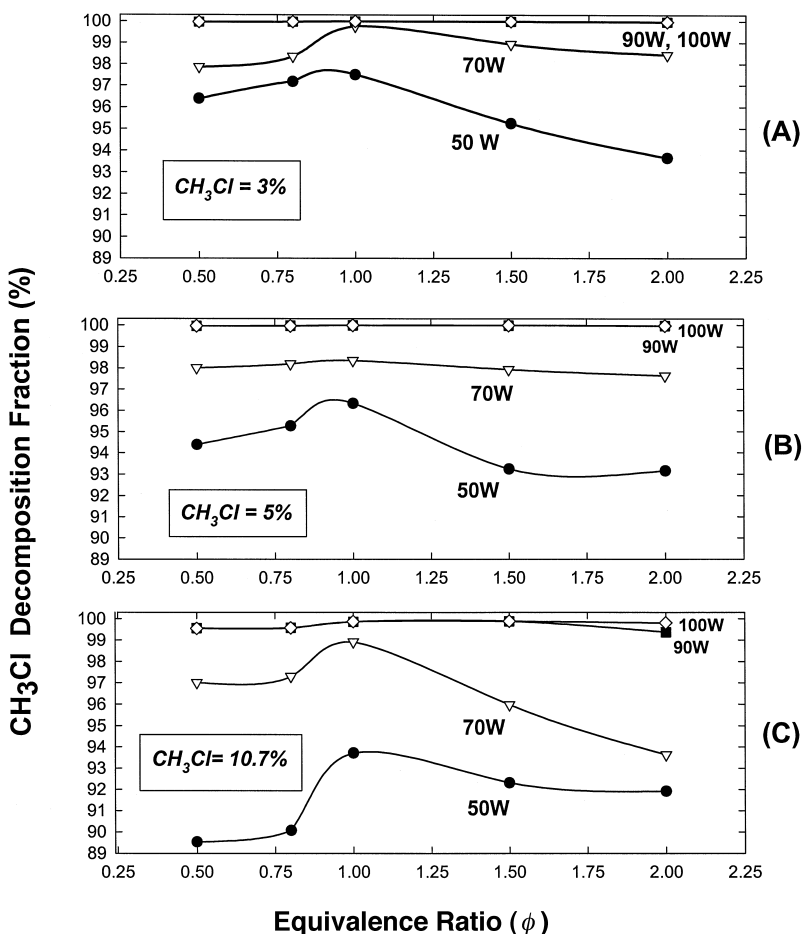 100
99
98
97
96
95
94
93
92
91
90
89
90W, 100W
70W
50 W
CH3Cl = 3%
(A)
0.25 0.50 0.75 1.00 1.25 1.50 1.75 2.00 2.25
100
99
98
97
96
95
94
93
92
91
90
89
100W
90W
70W
50W
CH3Cl = 5%
(B)
0.25 0.50 0.75 1.00 1.25 1.50 1.75 2.00 2.25
100
99
98
97
96
95
94
93
92
91
90
89
100W
90W
70W
50W
CH3Cl= 10.7%
(C)
0.25 0.50 0.75 1.00 1.25 1.50 1.75 2.00 2.25
CH3Cl Decomposition Fraction (%)
Equivalence Ratio (ϕ)